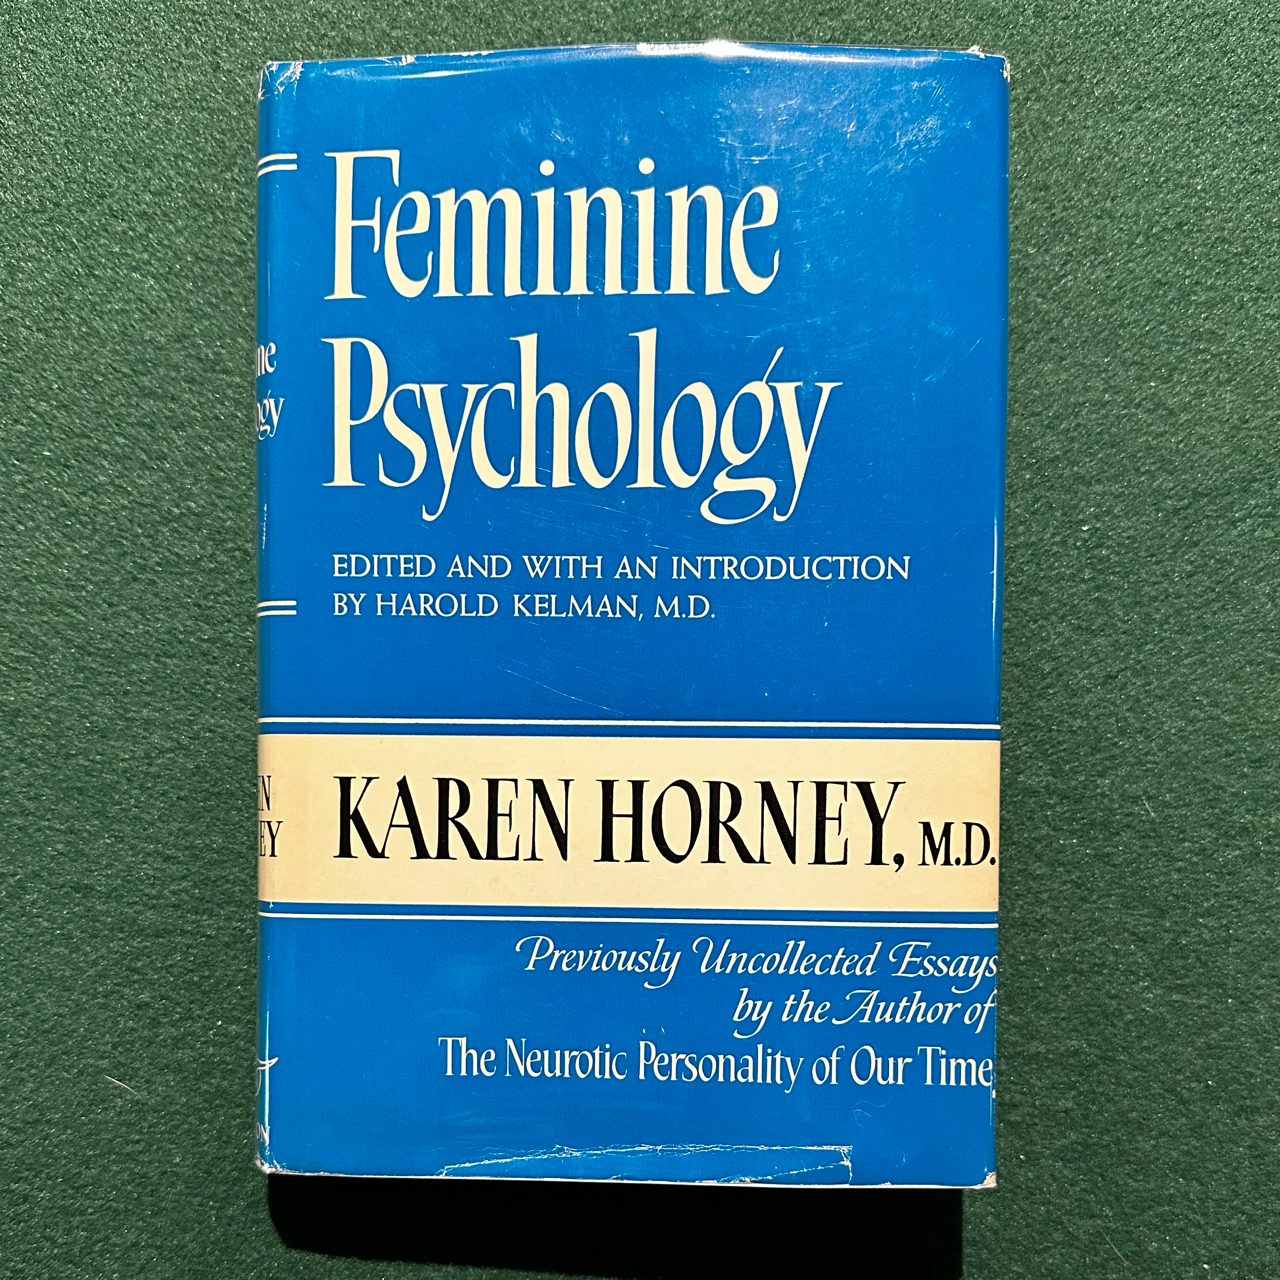 Feminine
Psychology
EDITED AND WITH AN INTRODUCTION
BY HAROLD KELMAN, M.D.
KAREN HORNEY, M.D.
Previously Uncollected Essays
by the Author of
The Neurotic Personality of Our Time